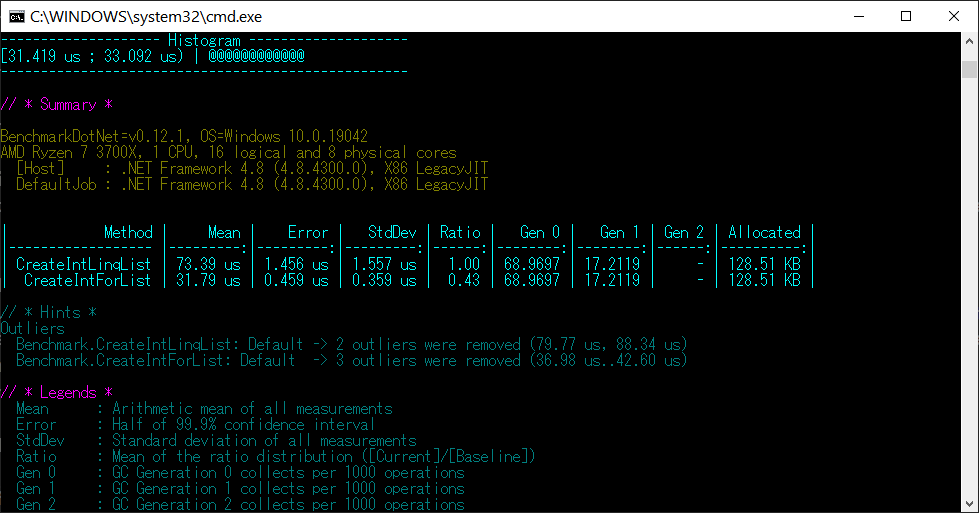 C:\WINDOWS\system32\cmd.exe
------------------- Histogram -------------------
[31.419 us ; 33.092 us) | @@@@@@@@@@@@
---------------------------------------------------
// * Summary *
BenchmarkDotNet=v0.12.1, OS=Windows 10.0.19042
AMD Ryzen 7 3700X, 1 CPU, 16 logical and 8 physical cores
  [Host]     : .NET Framework 4.8 (4.8.4300.0), X86 LegacyJIT
  DefaultJob : .NET Framework 4.8 (4.8.4300.0), X86 LegacyJIT
|            Method |     Mean |    Error |   StdDev | Ratio |   Gen 0 |   Gen 1 | Gen 2 | Allocated |
|------------------ |---------:|---------:|---------:|------:|--------:|--------:|------:|----------:|
| CreateIntLinqList | 73.39 us | 1.456 us | 1.557 us |  1.00 | 68.9697 | 17.2119 |     - | 128.51 KB |
|  CreateIntForList | 31.79 us | 0.459 us | 0.359 us |  0.43 | 68.9697 | 17.2119 |     - | 128.51 KB |
// * Hints *
Outliers
  Benchmark.CreateIntLinqList: Default -> 2 outliers were removed (79.77 us, 88.34 us)
  Benchmark.CreateIntForList: Default  -> 3 outliers were removed (36.98 us..42.60 us)
// * Legends *
  Mean      : Arithmetic mean of all measurements
  Error     : Half of 99.9% confidence interval
  StdDev    : Standard deviation of all measurements
  Ratio     : Mean of the ratio distribution ([Current]/[Baseline])
  Gen 0     : GC Generation 0 collects per 1000 operations
  Gen 1     : GC Generation 1 collects per 1000 operations
  Gen 2     : GC Generation 2 collects per 1000 operations